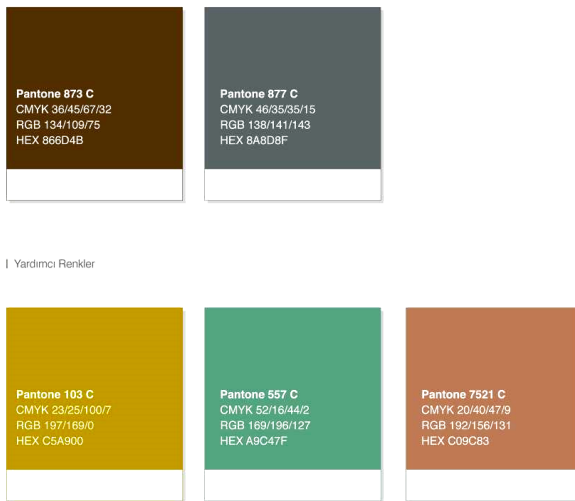 Pantone 873 C
CMYK 36/45/67/32
RGB 134/109/75
HEX 866D4B
Pantone 877 C
CMYK 46/35/35/15
RGB 138/141/143
HEX 8A8D8F
| Yardımcı Renkler
Pantone 103 C
CMYK 23/25/100/7
RGB 197/169/0
HEX C5A900
Pantone 557 C
CMYK 52/16/44/2
RGB 169/196/127
HEX A9C47F
Pantone 7521 C
CMYK 20/40/47/9
RGB 192/156/131
HEX C09C83